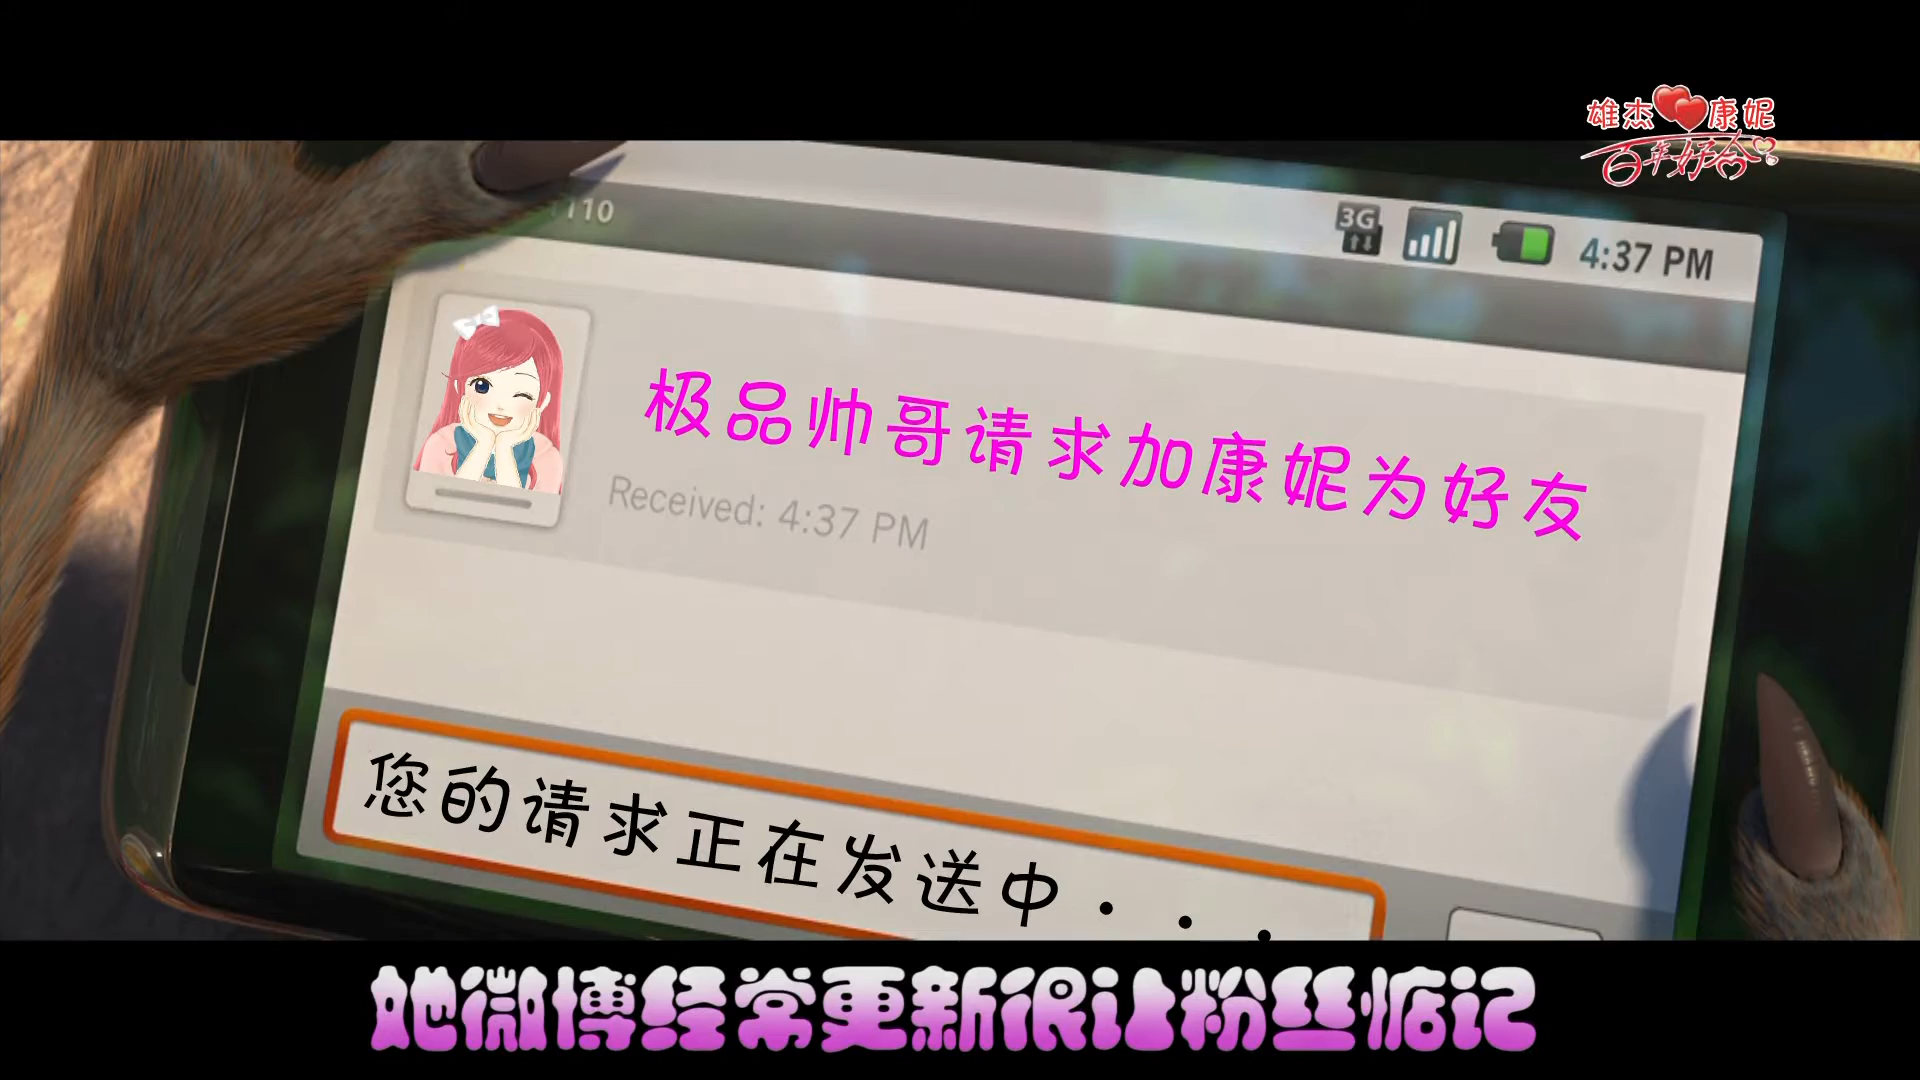 雄杰 康妮
百年好合
110
3G
4:37 PM
极品帅哥请求加康妮为好友
Received: 4:37 PM
您的请求正在发送中...
她微博经常更新很让粉丝惦记